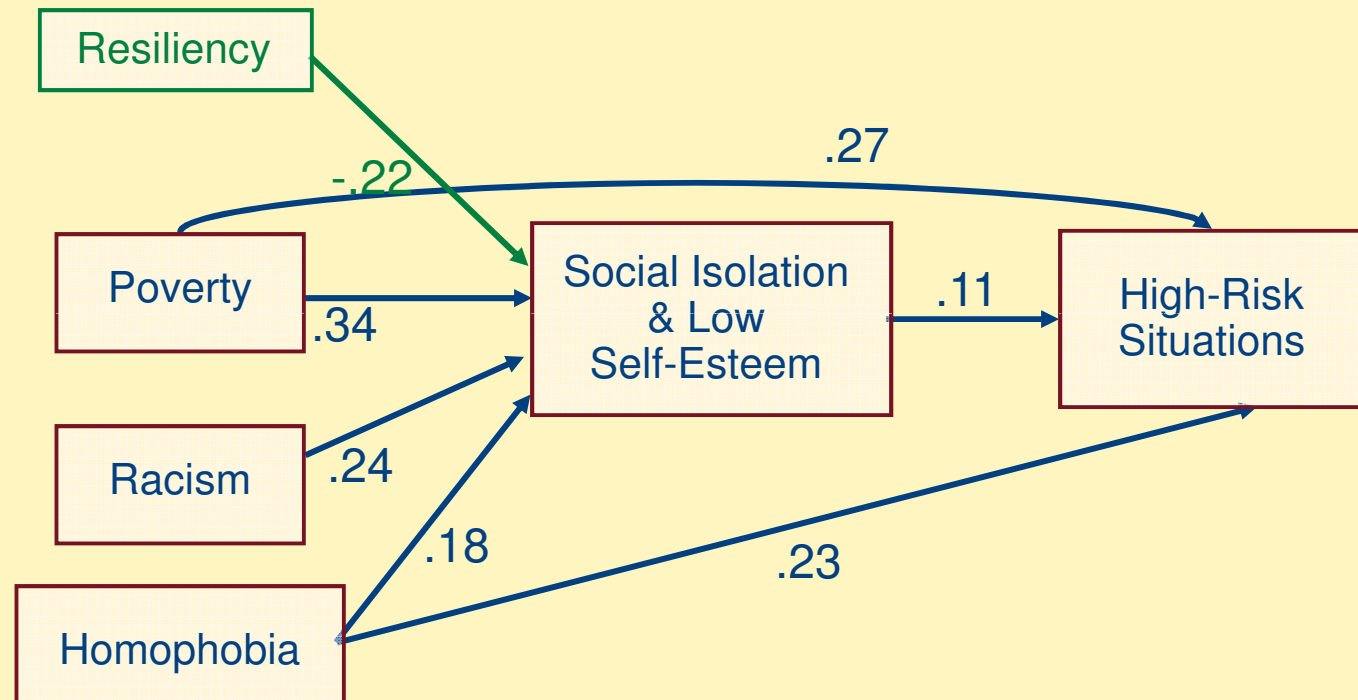 Resiliency
-.22
.27
Poverty
.34
Social Isolation
& Low
Self-Esteem
.11
High-Risk
Situations
Racism
.24
.18
.23
Homophobia